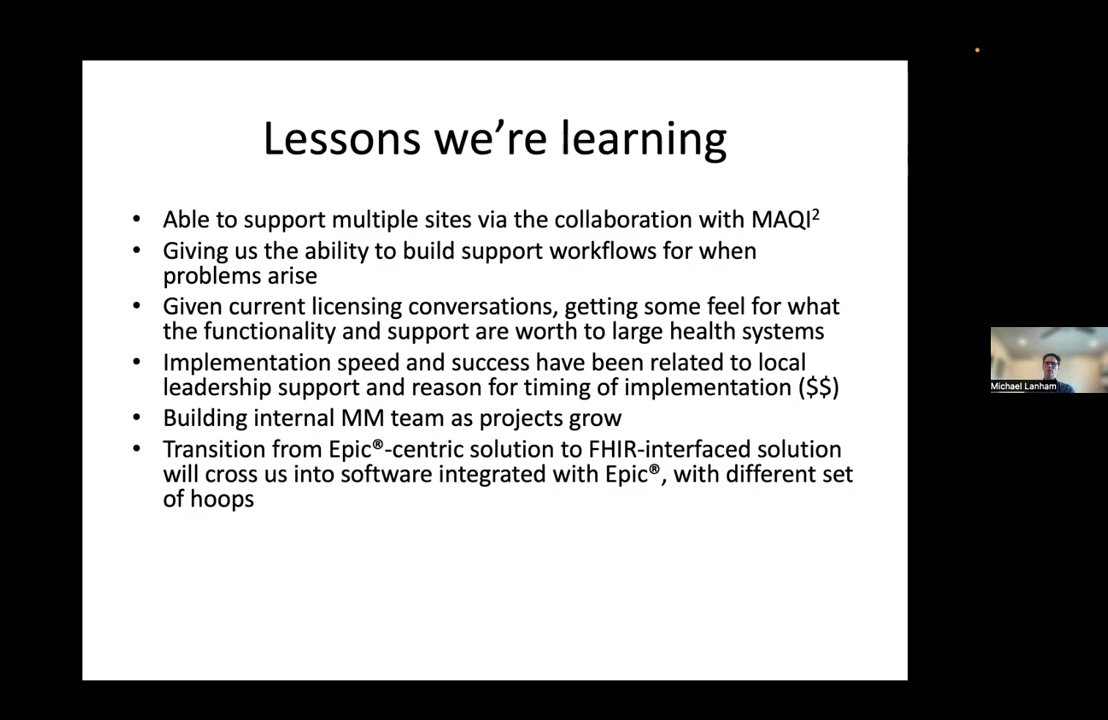 Lessons we’re learning
• Able to support multiple sites via the collaboration with MAQI²
• Giving us the ability to build support workflows for when
problems arise
• Given current licensing conversations, getting some feel for what
the functionality and support are worth to large health systems
• Implementation speed and success have been related to local
leadership support and reason for timing of implementation ($$)
• Building internal MM team as projects grow
• Transition from Epic®-centric solution to FHIR-interfaced solution
will cross us into software integrated with Epic®, with different set
of hoops
Michael Lanham